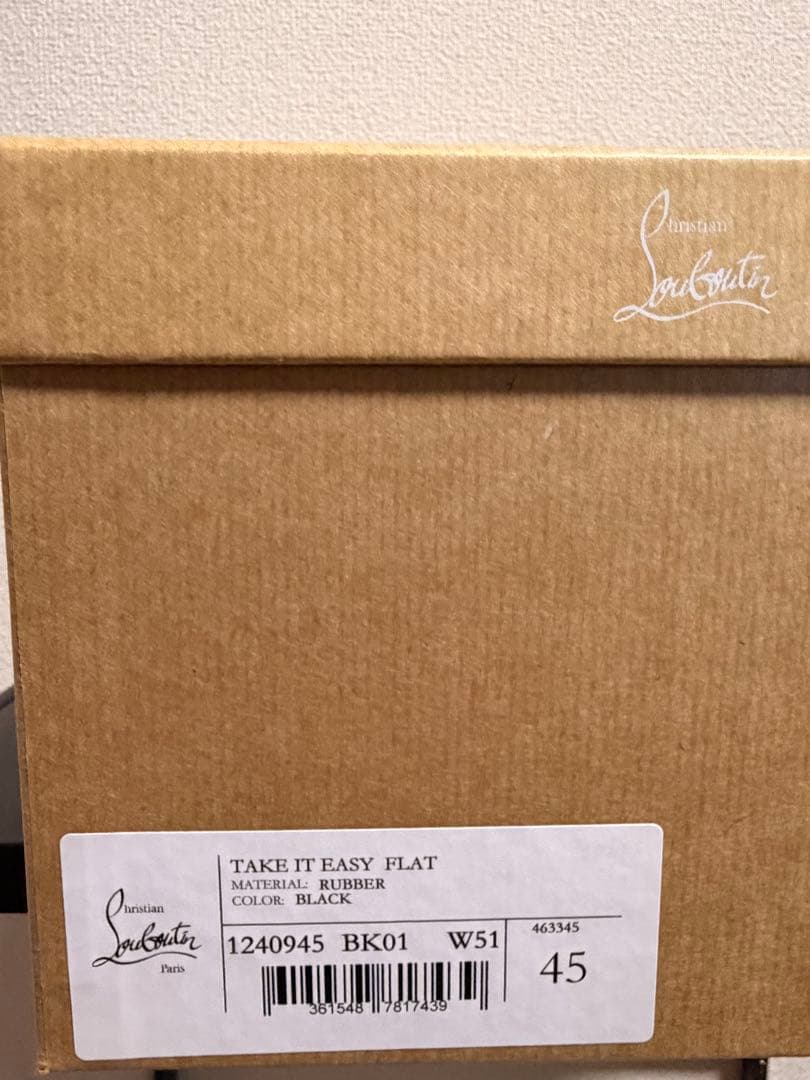 Christian
Louboutin
TAKE IT EASY FLAT
MATERIAL: RUBBER
COLOR: BLACK
Christian
Louboutin
Paris
1240945 BK01 W51
463345
45
361548 7817439